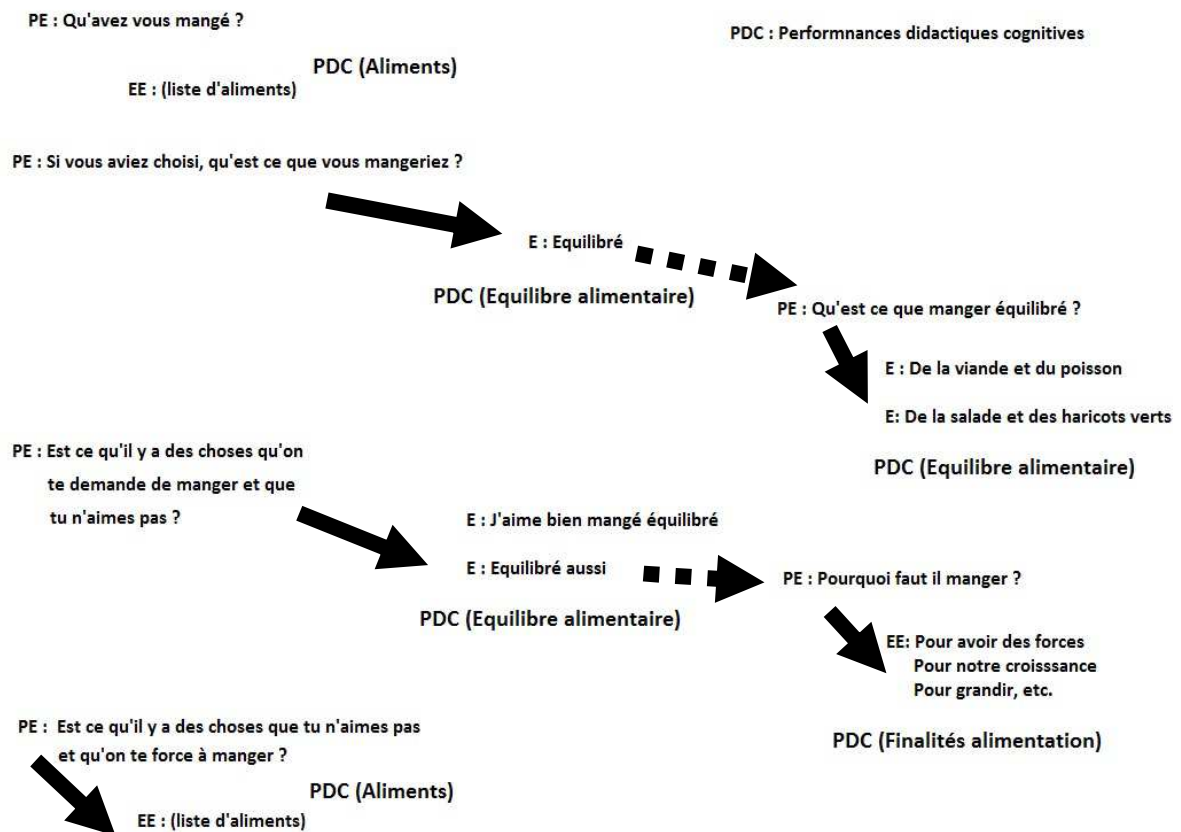 PE : Qu'avez vous mangé ?
PDC : Performnances didactiques cognitives
PDC (Aliments)
EE : (liste d'aliments)
PE : Si vous aviez choisi, qu'est ce que vous mangeriez ?
E : Equilibré
PDC (Equilibre alimentaire)
PE : Qu'est ce que manger équilibré ?
E : De la viande et du poisson
E: De la salade et des haricots verts
PDC (Equilibre alimentaire)
PE : Est ce qu'il y a des choses qu'on
te demande de manger et que
tu n'aimes pas ?
E : J'aime bien mangé équilibré
E : Equilibré aussi
PDC (Equilibre alimentaire)
PE : Pourquoi faut il manger ?
EE: Pour avoir des forces
Pour notre croisssance
Pour grandir, etc.
PDC (Finalités alimentation)
PE : Est ce qu'il y a des choses que tu n'aimes pas
et qu'on te force à manger ?
PDC (Aliments)
EE : (liste d'aliments)